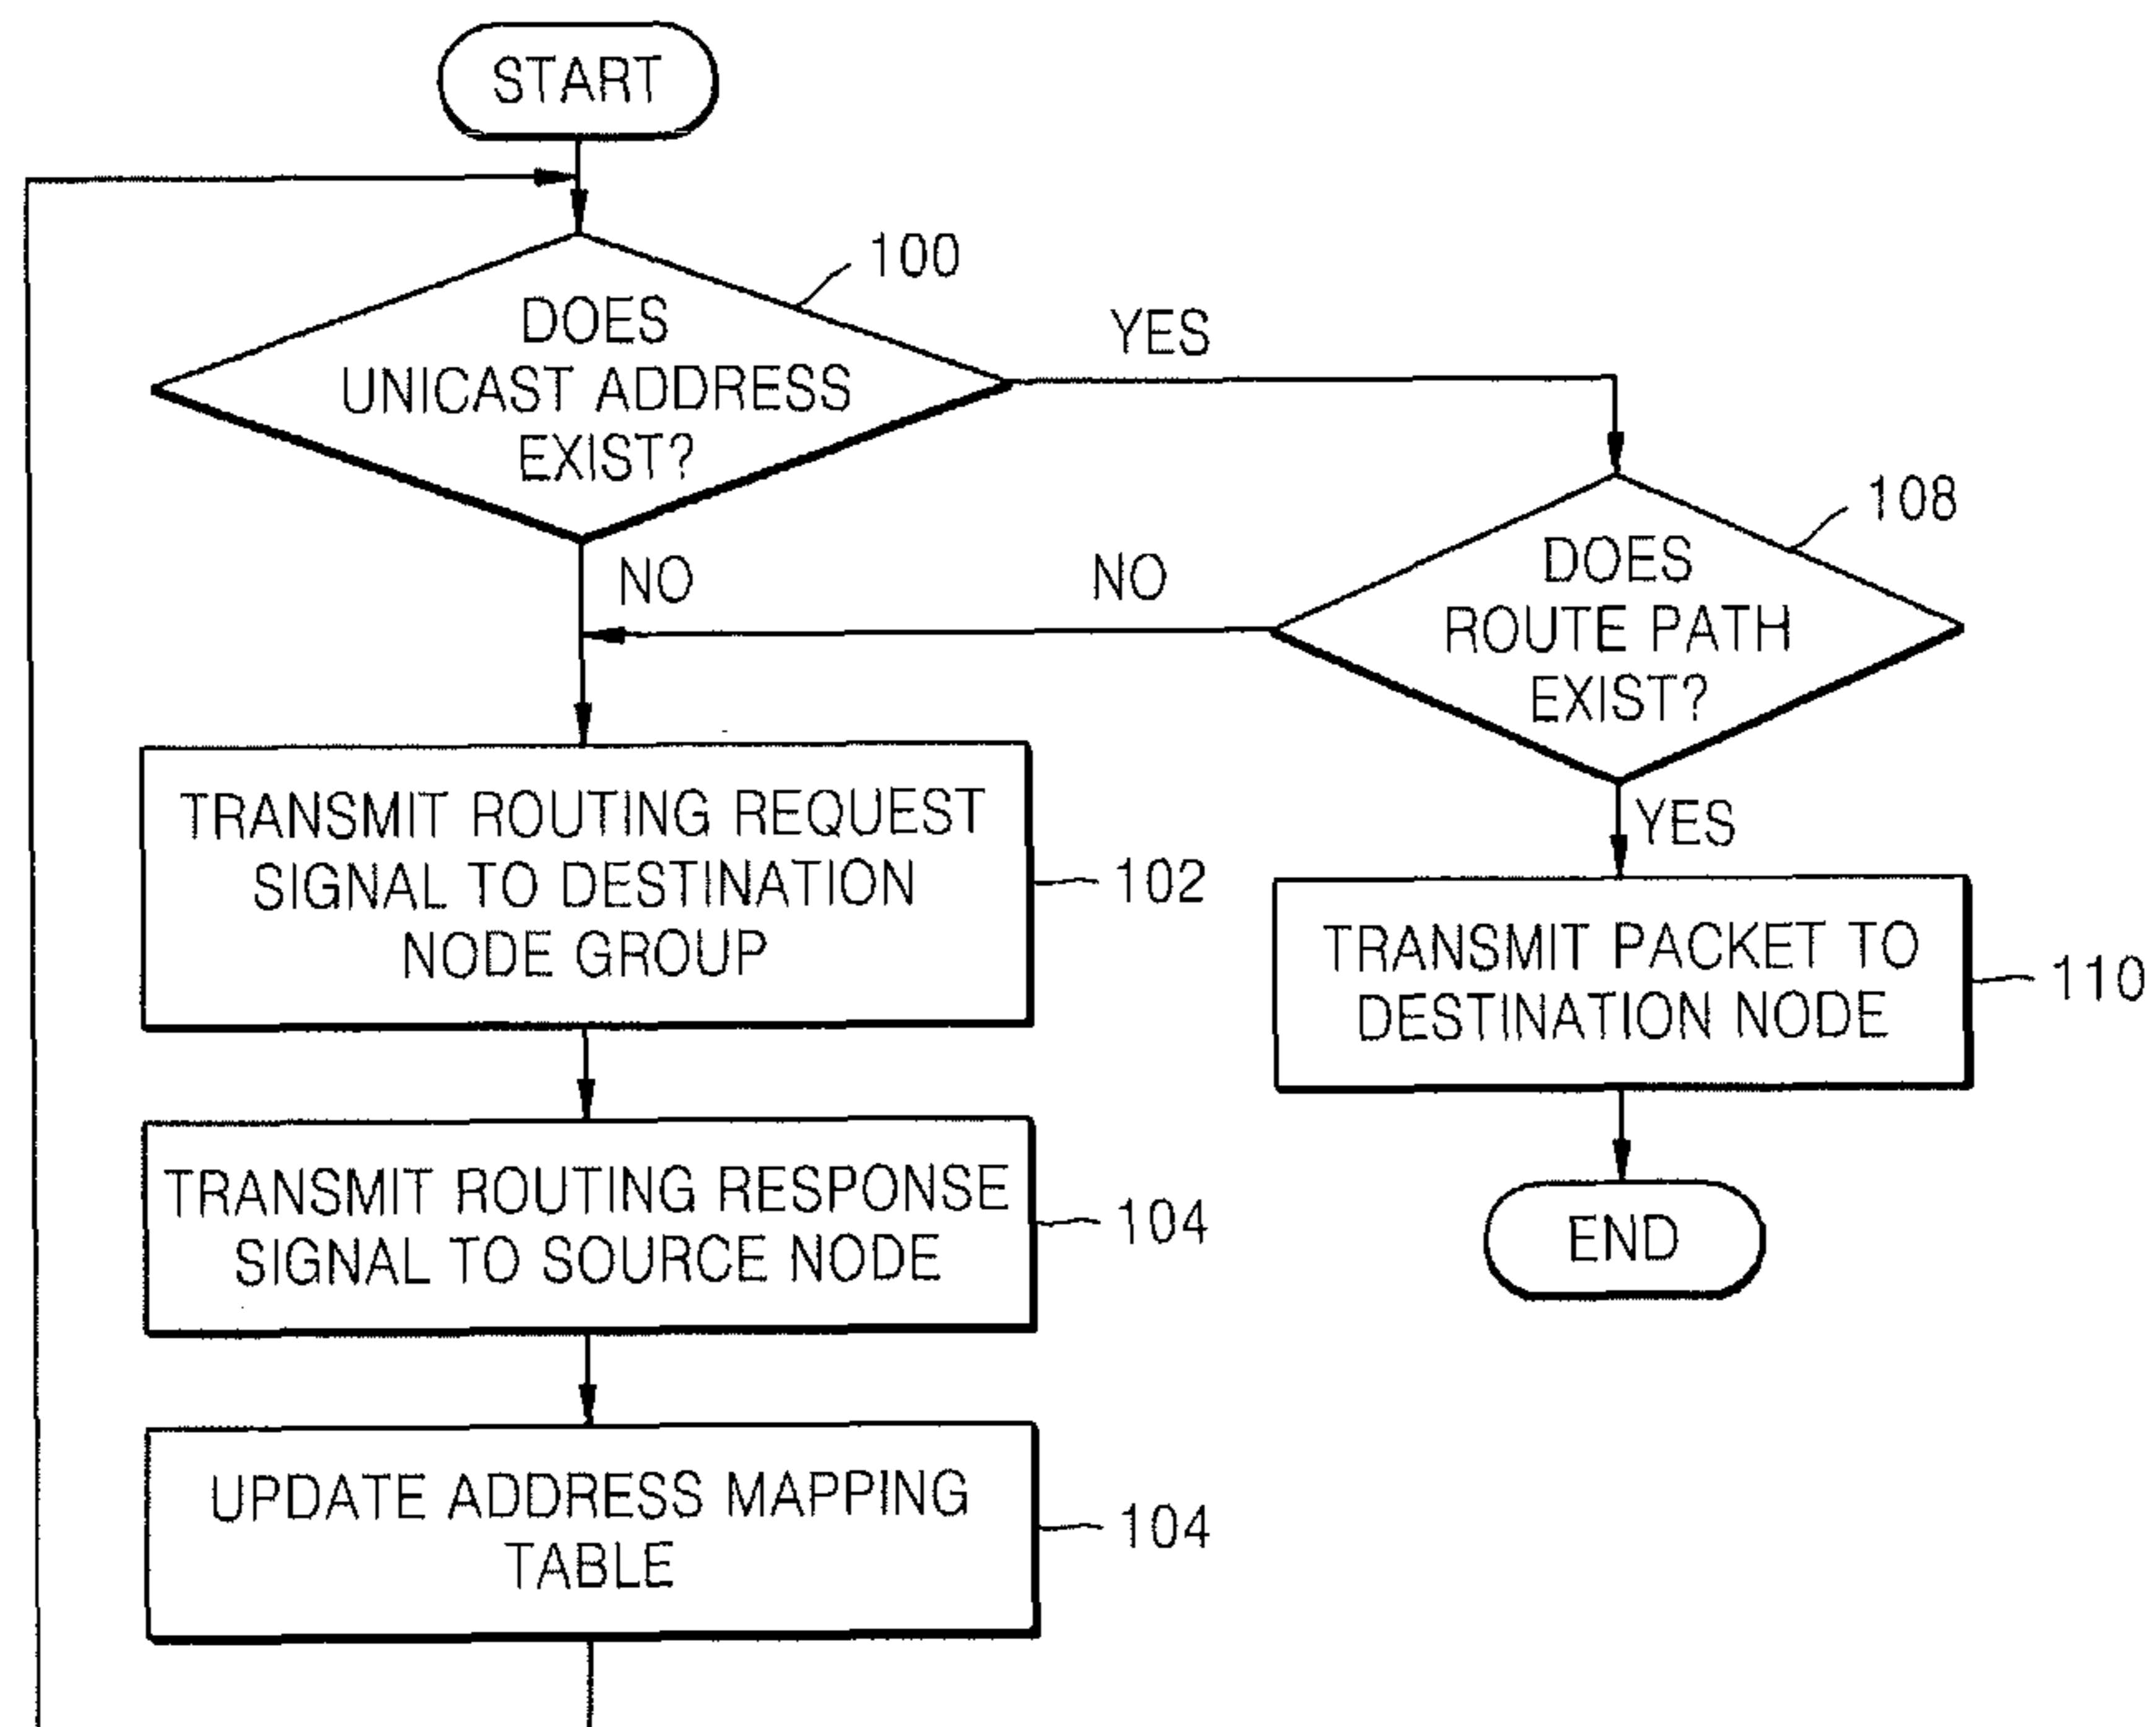 START
100
DOES
UNICAST ADDRESS
EXIST?
YES
NO
108
DOES
ROUTE PATH
EXIST?
NO
YES
TRANSMIT ROUTING REQUEST
SIGNAL TO DESTINATION
NODE GROUP
102
TRANSMIT PACKET TO
DESTINATION NODE
110
TRANSMIT ROUTING RESPONSE
SIGNAL TO SOURCE NODE
104
END
UPDATE ADDRESS MAPPING
TABLE
104